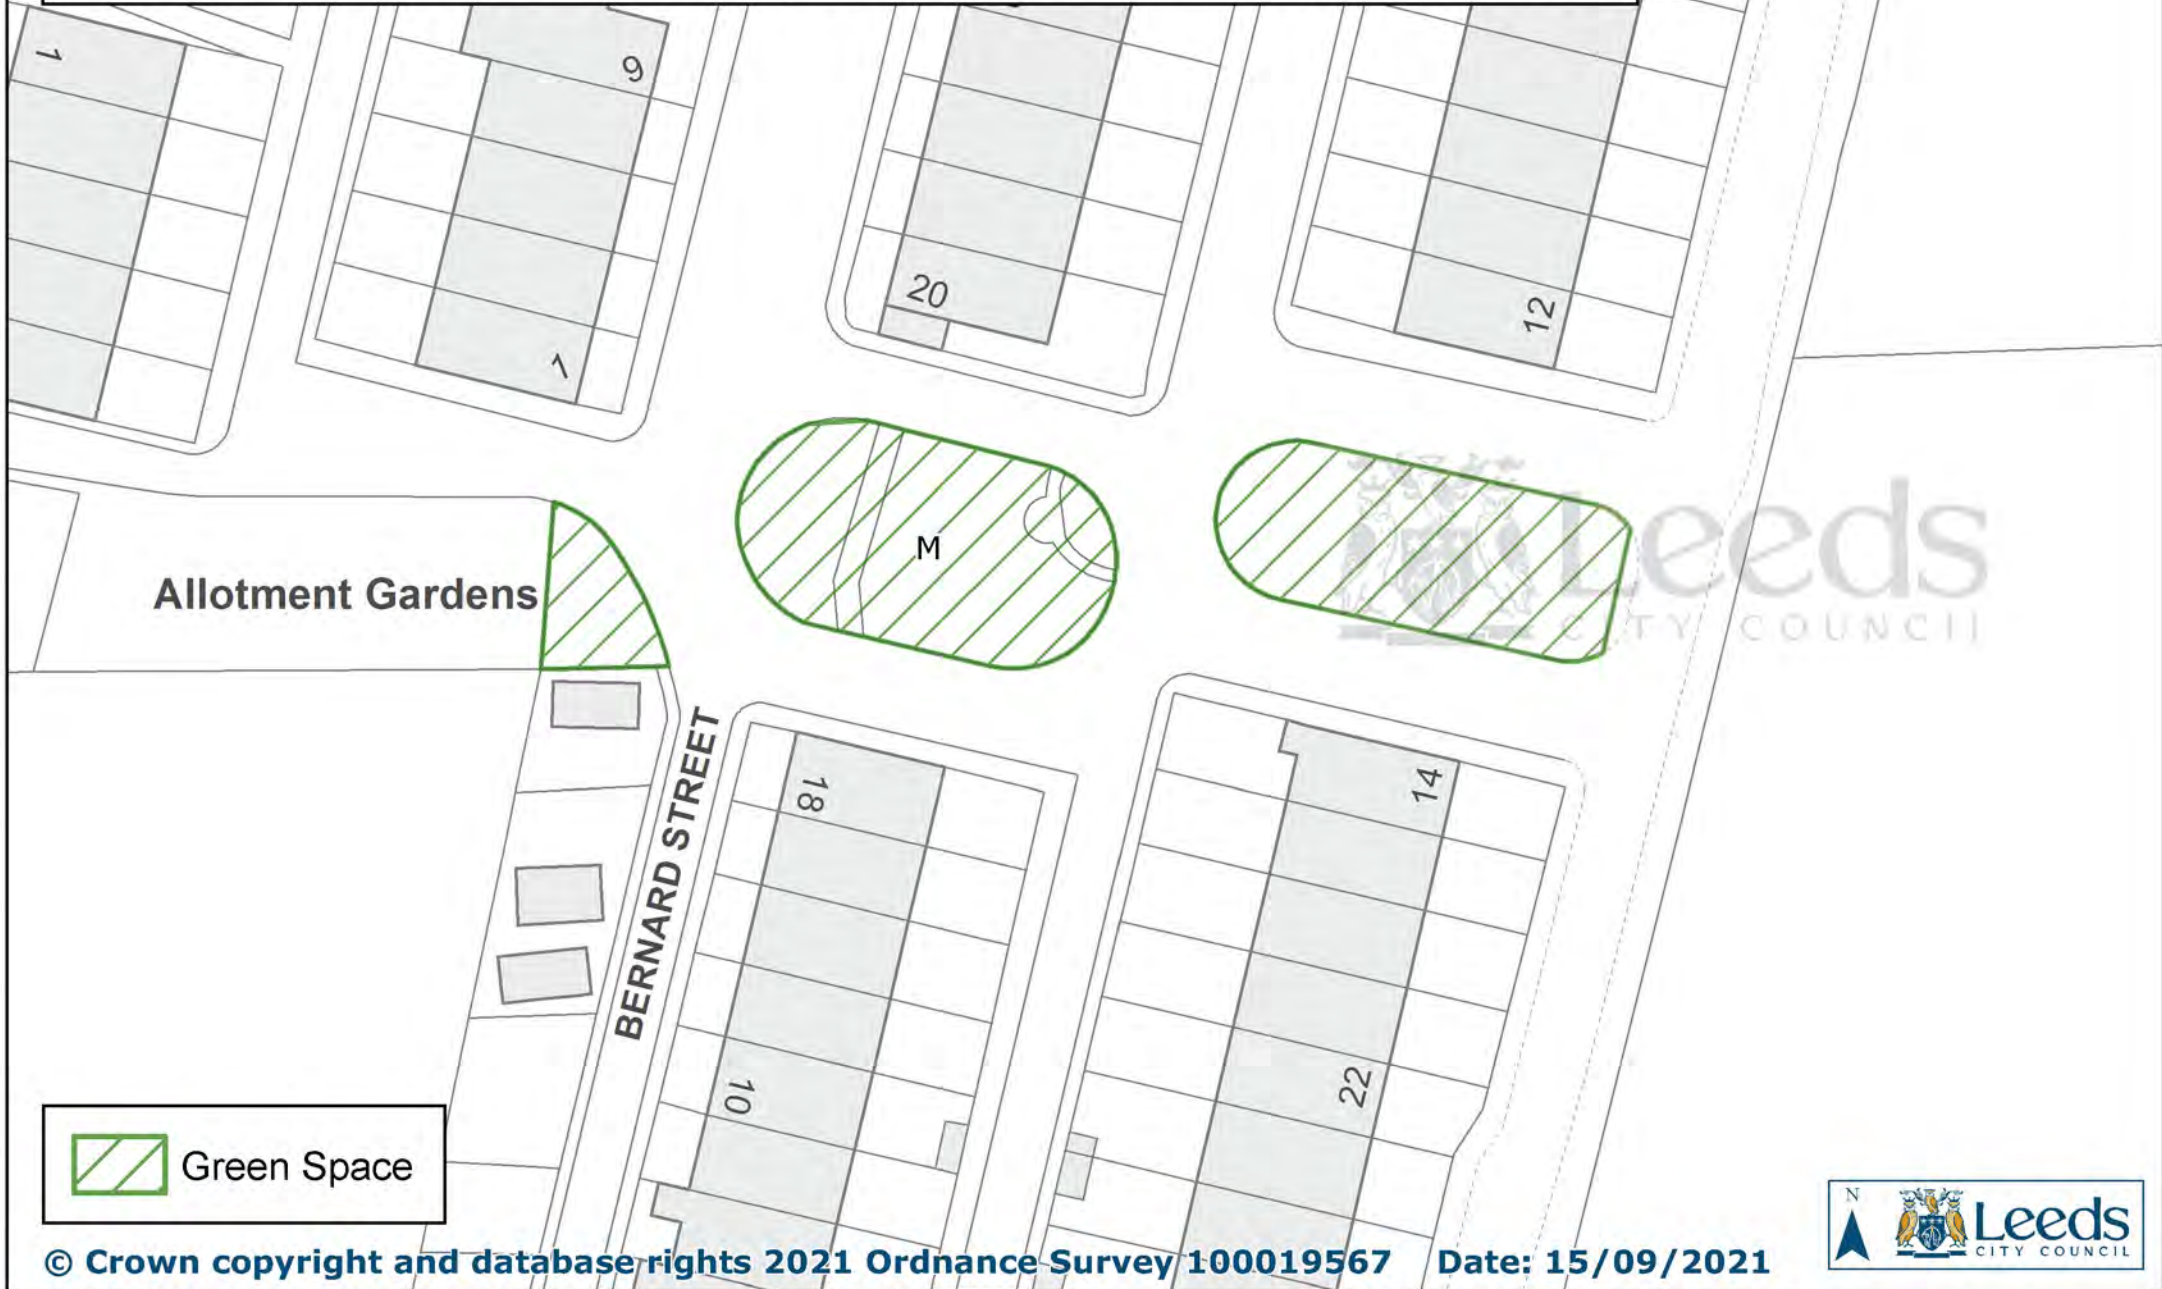 1
9
20
12
7
Leeds
CITY COUNCIL
M
Allotment Gardens
BERNARD STREET
18
14
10
22
Green Space
N
Leeds
CITY COUNCIL
© Crown copyright and database rights 2021 Ordnance Survey 100019567 Date: 15/09/2021